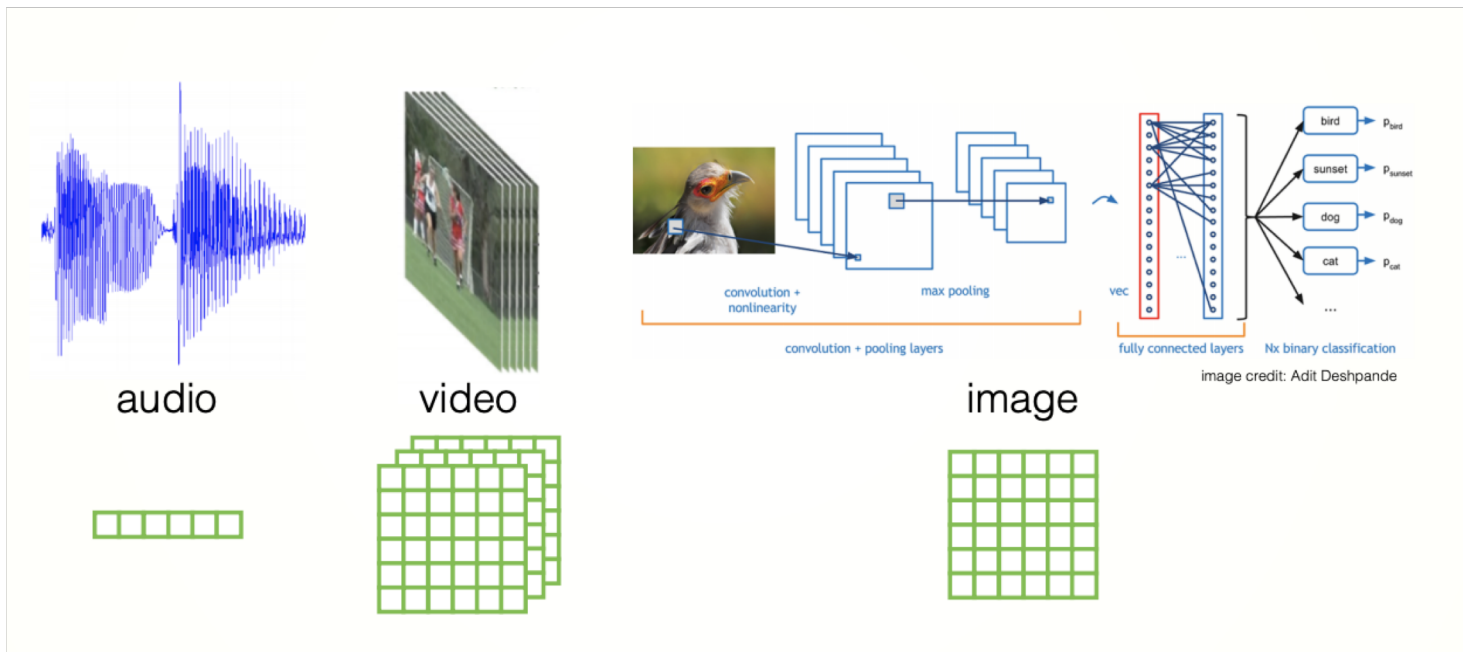 audio
video
convolution +
nonlinearity
max pooling
convolution + pooling layers
vec
...
fully connected layers
bird
p_bird
sunset
p_sunset
dog
p_dog
cat
p_cat
...
Nx binary classification
image credit: Adit Deshpande
image